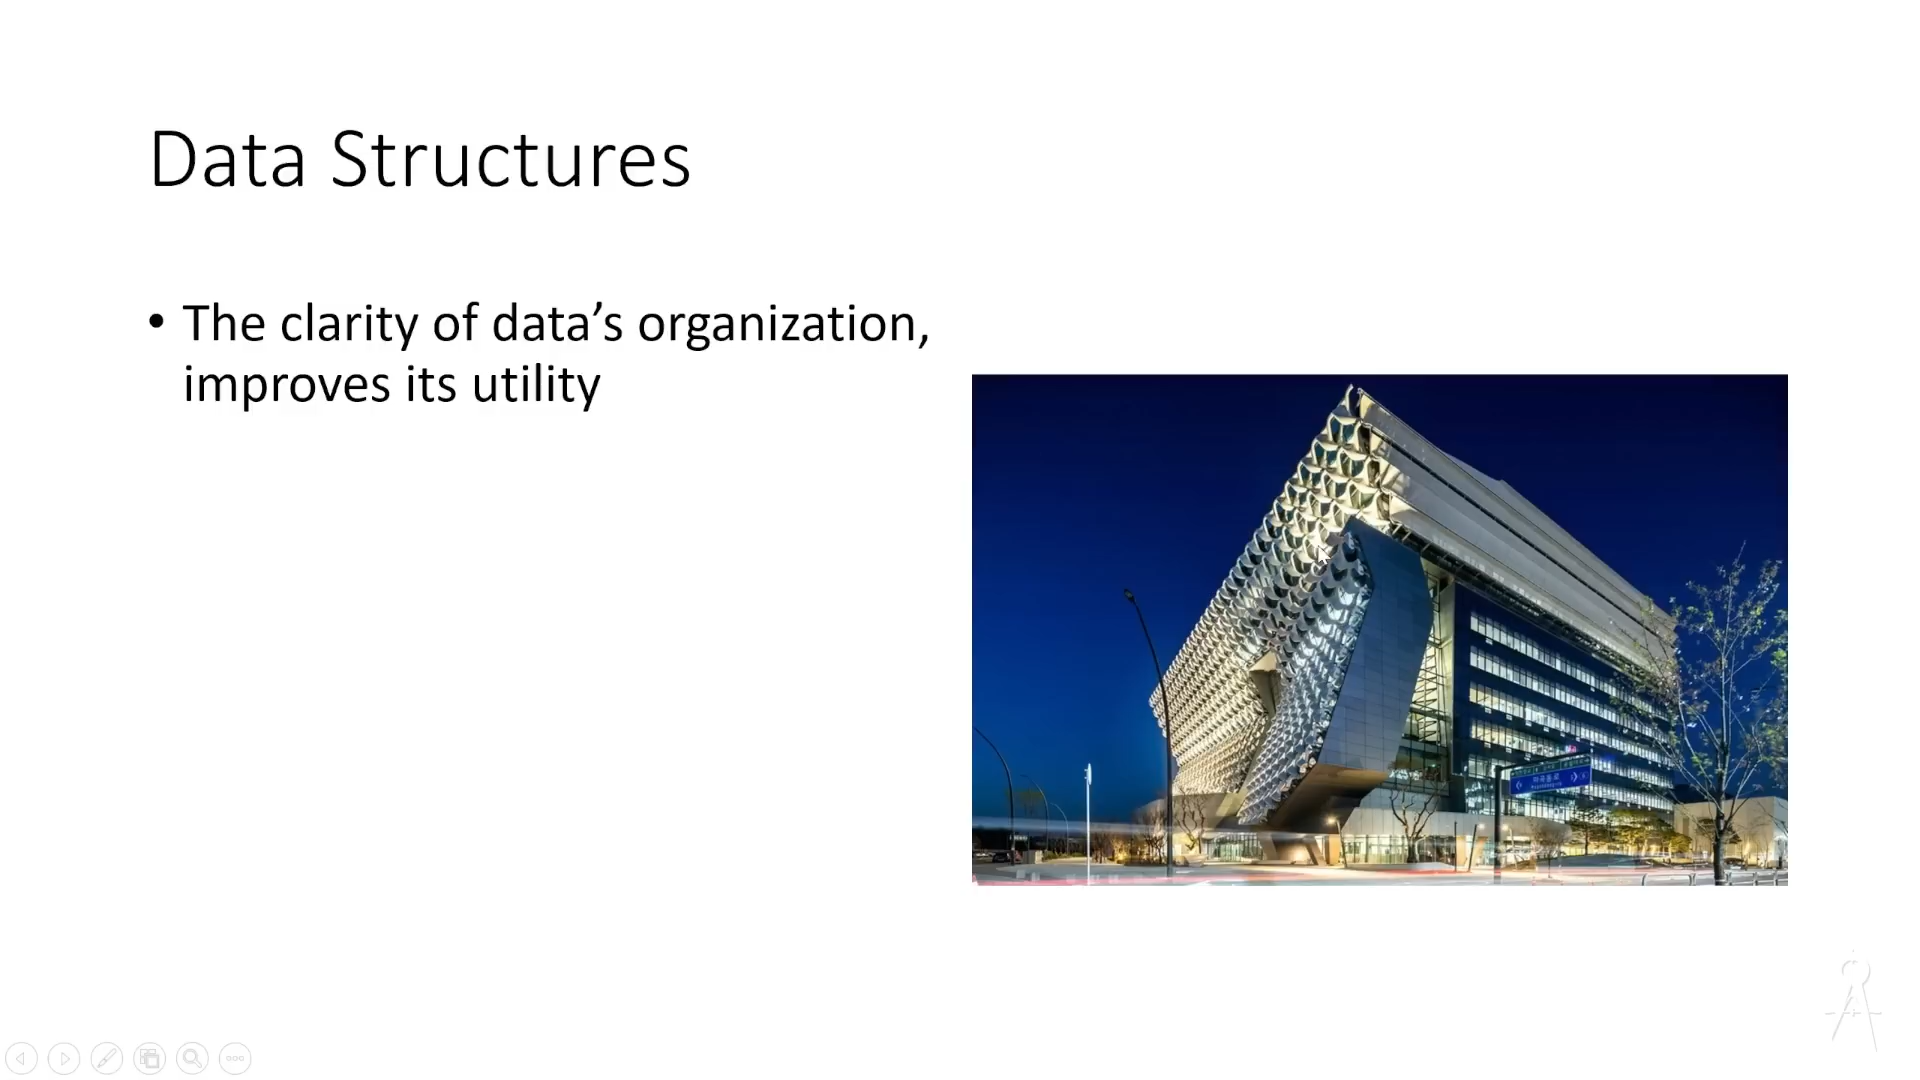 Data Structures
• The clarity of data’s organization,
improves its utility